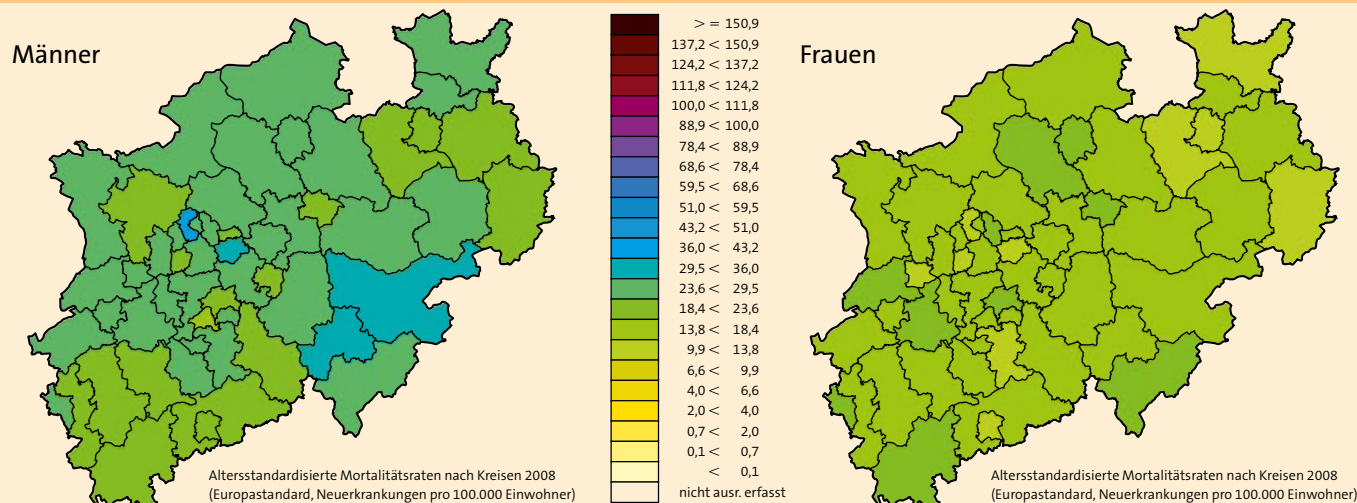 Männer
> = 150,9
137,2 < 150,9
124,2 < 137,2
111,8 < 124,2
100,0 < 111,8
88,9 < 100,0
78,4 < 88,9
68,6 < 78,4
59,5 < 68,6
51,0 < 59,5
43,2 < 51,0
36,0 < 43,2
29,5 < 36,0
23,6 < 29,5
18,4 < 23,6
13,8 < 18,4
9,9 < 13,8
6,6 < 9,9
4,0 < 6,6
2,0 < 4,0
0,7 < 2,0
0,1 < 0,7
< 0,1
nicht ausr. erfasst
Altersstandardisierte Mortalitätsraten nach Kreisen 2008
(Europastandard, Neuerkrankungen pro 100.000 Einwohner)
Frauen
Altersstandardisierte Mortalitätsraten nach Kreisen 2008
(Europastandard, Neuerkrankungen pro 100.000 Einwohner)